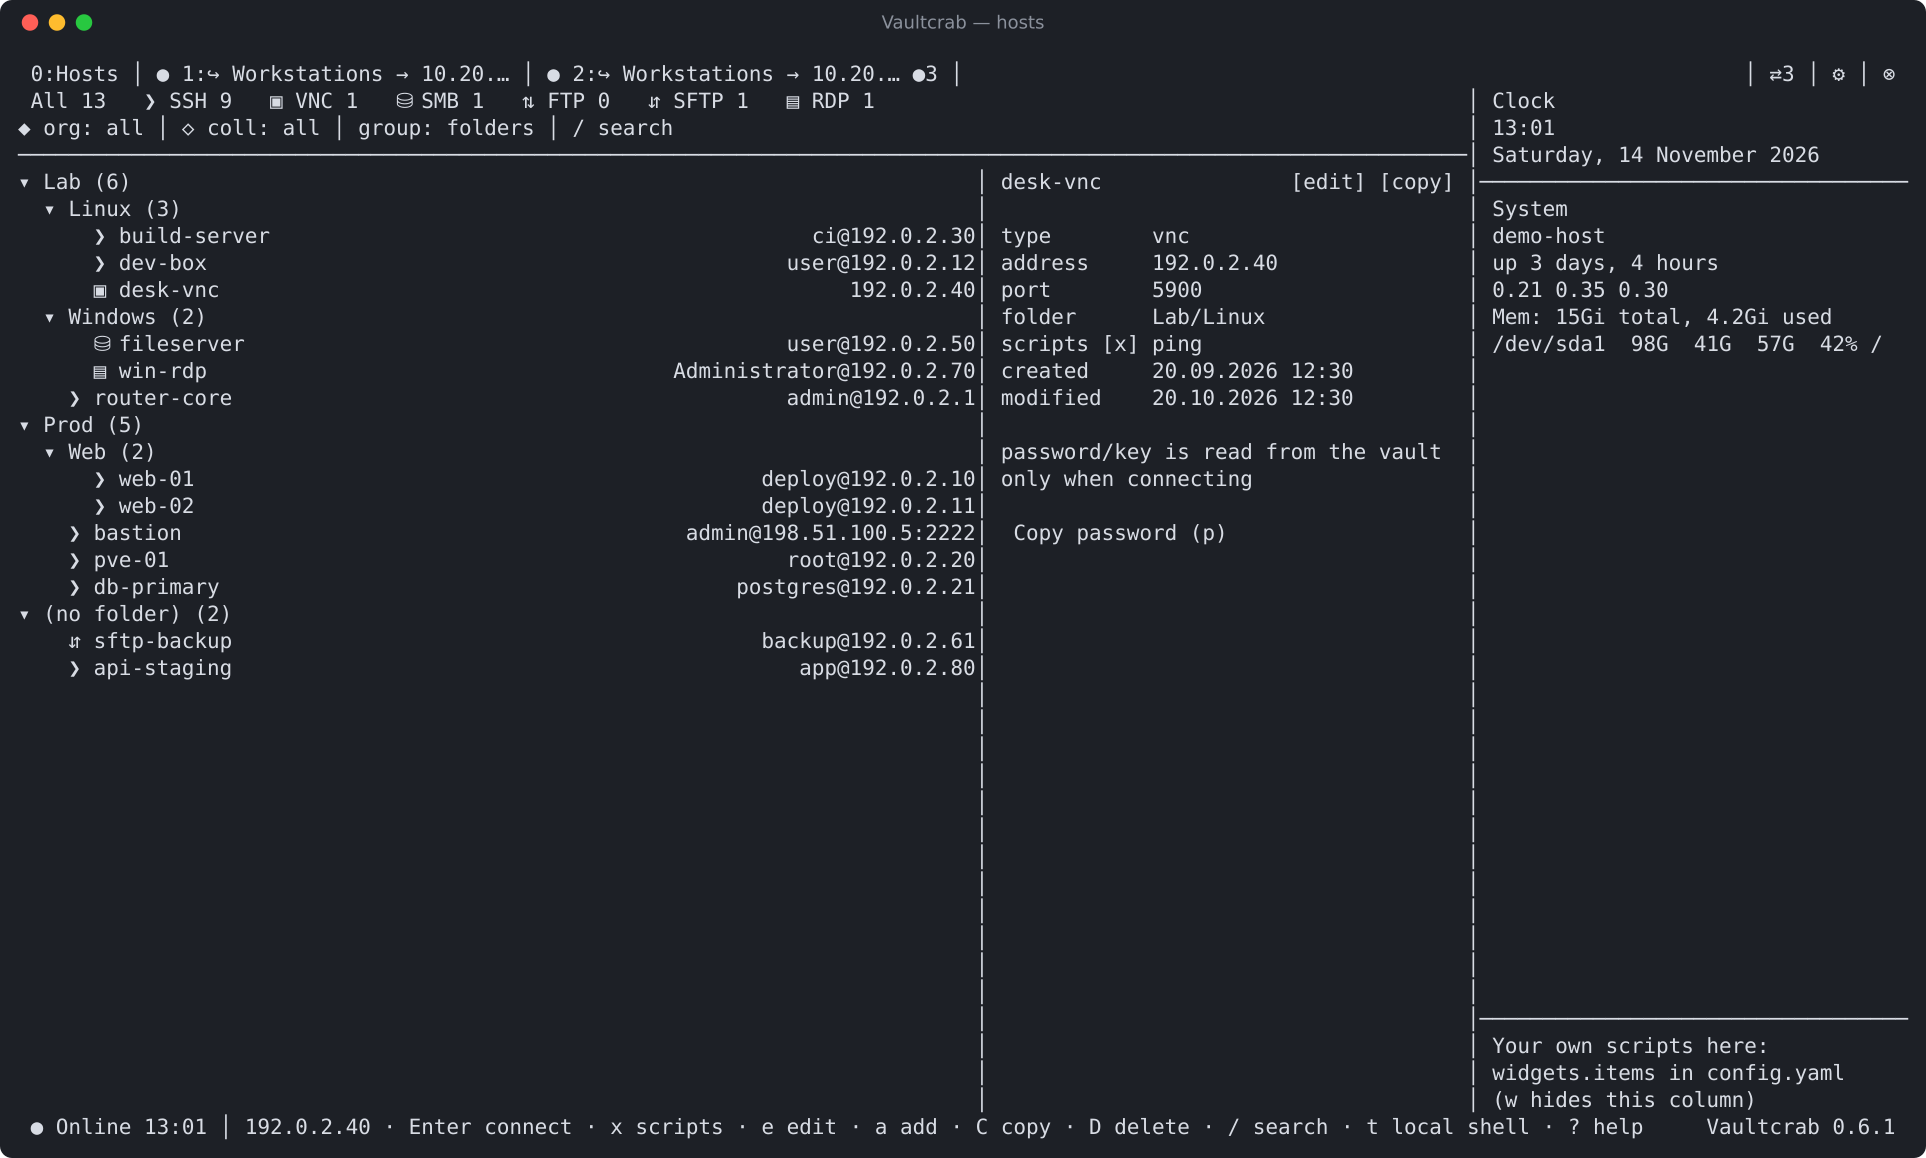 Vaultcrab — hosts
0:Hosts │ ● 1:↪ Workstations → 10.20.… │ ● 2:↪ Workstations → 10.20.… ●3 │ │ ⇄3 │ ⚙ │ ⊗
All 13 ❯ SSH 9 ▣ VNC 1 ⛁ SMB 1 ⇅ FTP 0 ⇵ SFTP 1 ▤ RDP 1
◆ org: all │ ◇ coll: all │ group: folders │ / search
▾ Lab (6)
▾ Linux (3)
❯ build-server ci@192.0.2.30
❯ dev-box user@192.0.2.12
▣ desk-vnc 192.0.2.40
▾ Windows (2)
⛁ fileserver user@192.0.2.50
▤ win-rdp Administrator@192.0.2.70
❯ router-core admin@192.0.2.1
▾ Prod (5)
▾ Web (2)
❯ web-01 deploy@192.0.2.10
❯ web-02 deploy@192.0.2.11
❯ bastion admin@198.51.100.5:2222
❯ pve-01 root@192.0.2.20
❯ db-primary postgres@192.0.2.21
▾ (no folder) (2)
⇵ sftp-backup backup@192.0.2.61
❯ api-staging app@192.0.2.80
desk-vnc [edit] [copy]
type vnc
address 192.0.2.40
port 5900
folder Lab/Linux
scripts [x] ping
created 20.09.2026 12:30
modified 20.10.2026 12:30
password/key is read from the vault
only when connecting
Copy password (p)
Clock
13:01
Saturday, 14 November 2026
System
demo-host
up 3 days, 4 hours
0.21 0.35 0.30
Mem: 15Gi total, 4.2Gi used
/dev/sda1 98G 41G 57G 42% /
Your own scripts here:
widgets.items in config.yaml
(w hides this column)
● Online 13:01 │ 192.0.2.40 · Enter connect · x scripts · e edit · a add · C copy · D delete · / search · t local shell · ? help Vaultcrab 0.6.1